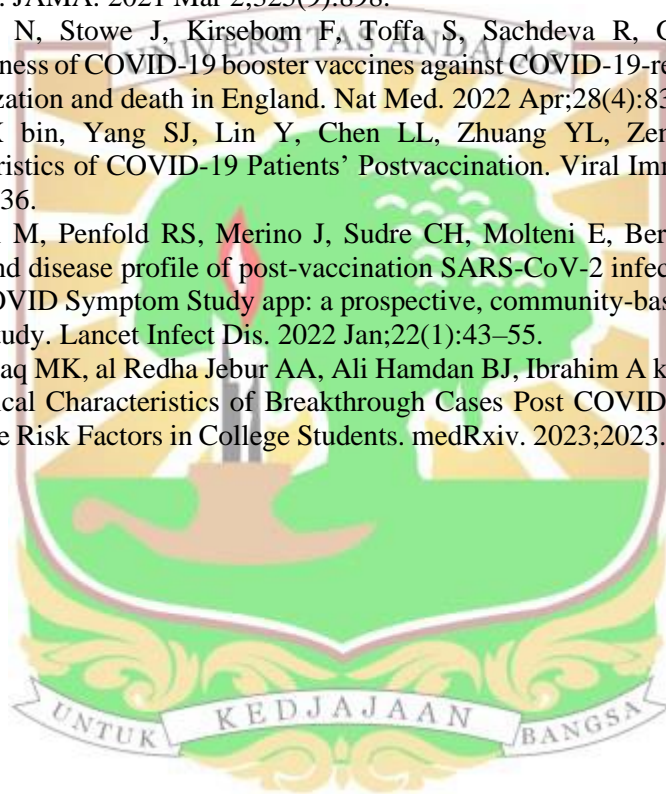 . JAMA. 2021 Mar 2;325(9):898.
N, Stowe J, Kirsebom F, Toffa S, Sachdeva R,
UNIVERSITAS ANDALAS
ness of COVID-19 booster vaccines against COVID-19-re
zation and death in England. Nat Med. 2022 Apr;28(4):83
bin, Yang SJ, Lin Y, Chen LL, Zhuang YL, Zen
ristics of COVID-19 Patients’ Postvaccination. Viral Imm
36.
M, Penfold RS, Merino J, Sudre CH, Molteni E, Ber
nd disease profile of post-vaccination SARS-CoV-2 infec
OVID Symptom Study app: a prospective, community-bas
tudy. Lancet Infect Dis. 2022 Jan;22(1):43–55.
aq MK, al Redha Jebur AA, Ali Hamdan BJ, Ibrahim A k
ical Characteristics of Breakthrough Cases Post COVID
e Risk Factors in College Students. medRxiv. 2023;2023.
UNTUK KEDJAJAAN BANGSA